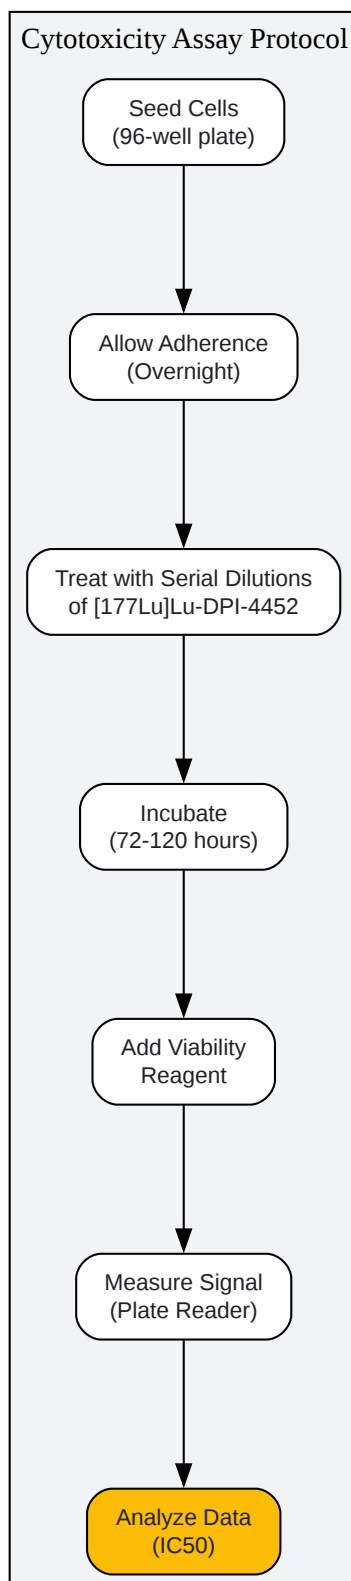 Cytotoxicity Assay Protocol
Seed Cells
(96-well plate)
Allow Adherence
(Overnight)
Treat with Serial Dilutions
of [177Lu]Lu-DPI-4452
Incubate
(72-120 hours)
Add Viability
Reagent
Measure Signal
(Plate Reader)
Analyze Data
(IC50)